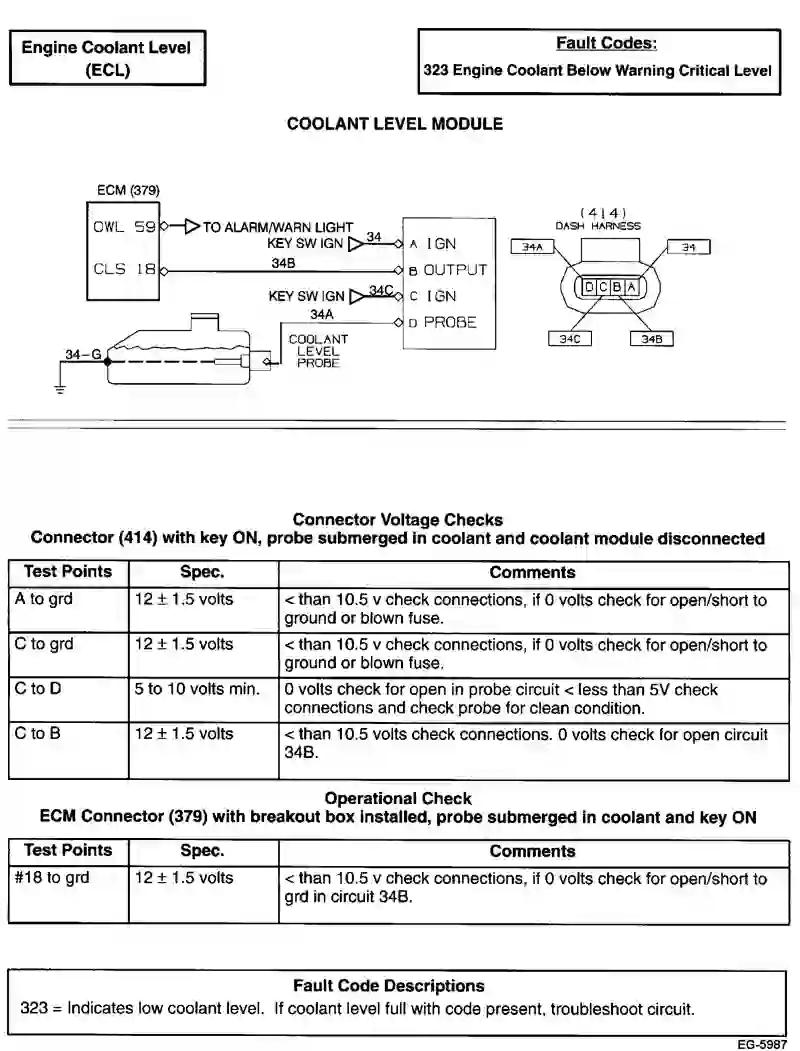 Engine Coolant Level
(ECL)
Fault Codes:
323 Engine Coolant Below Warning Critical Level
COOLANT LEVEL MODULE
ECM (379)
OWL 59
TO ALARM/WARN LIGHT
KEY SW IGN
34
A IGN
CLS 18
34B
B OUTPUT
KEY SW IGN
34C
C IGN
34A
D PROBE
34-G
COOLANT
LEVEL
PROBE
(414)
DASH HARNESS
34A
34
D C B A
34C
34B
Connector Voltage Checks
Connector (414) with key ON, probe submerged in coolant and coolant module disconnected
Test Points Spec. Comments
A to grd 12 ± 1.5 volts < than 10.5 v check connections, if 0 volts check for open/short to
ground or blown fuse.
C to grd 12 ± 1.5 volts < than 10.5 v check connections, if 0 volts check for open/short to
ground or blown fuse.
C to D 5 to 10 volts min. 0 volts check for open in probe circuit < less than 5V check
connections and check probe for clean condition.
C to B 12 ± 1.5 volts < than 10.5 volts check connections. 0 volts check for open circuit
34B.
Operational Check
ECM Connector (379) with breakout box installed, probe submerged in coolant and key ON
Test Points Spec. Comments
#18 to grd 12 ± 1.5 volts < than 10.5 v check connections, if 0 volts check for open/short to
grd in circuit 34B.
Fault Code Descriptions
323 = Indicates low coolant level. If coolant level full with code present, troubleshoot circuit.
EG-5987